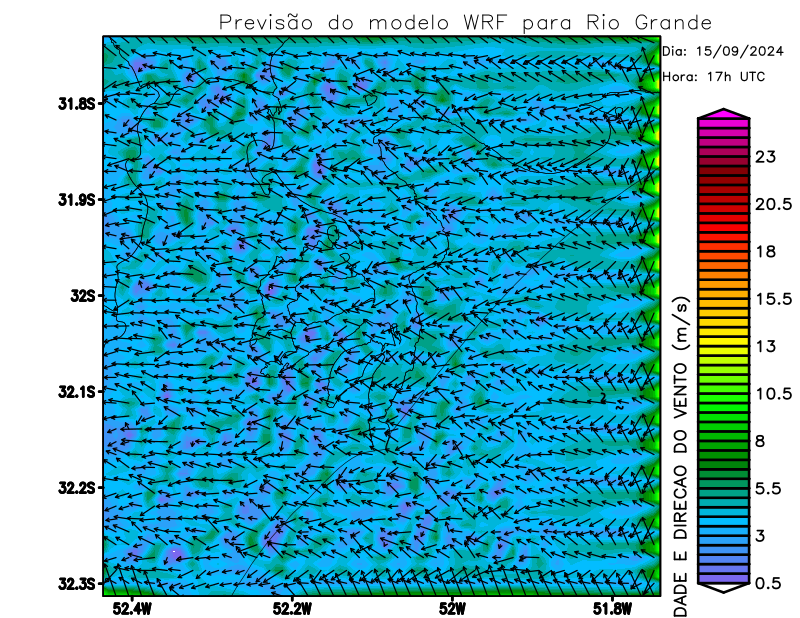 Previsão do modelo WRF para Rio Grande
Dia: 15/09/2024
Hora: 17h UTC
31.8S
31.9S
32S
32.1S
32.2S
32.3S
52.4W
52.2W
52W
51.8W
DADE E DIRECAO DO VENTO (m/s)
23
20.5
18
15.5
13
10.5
8
5.5
3
0.5